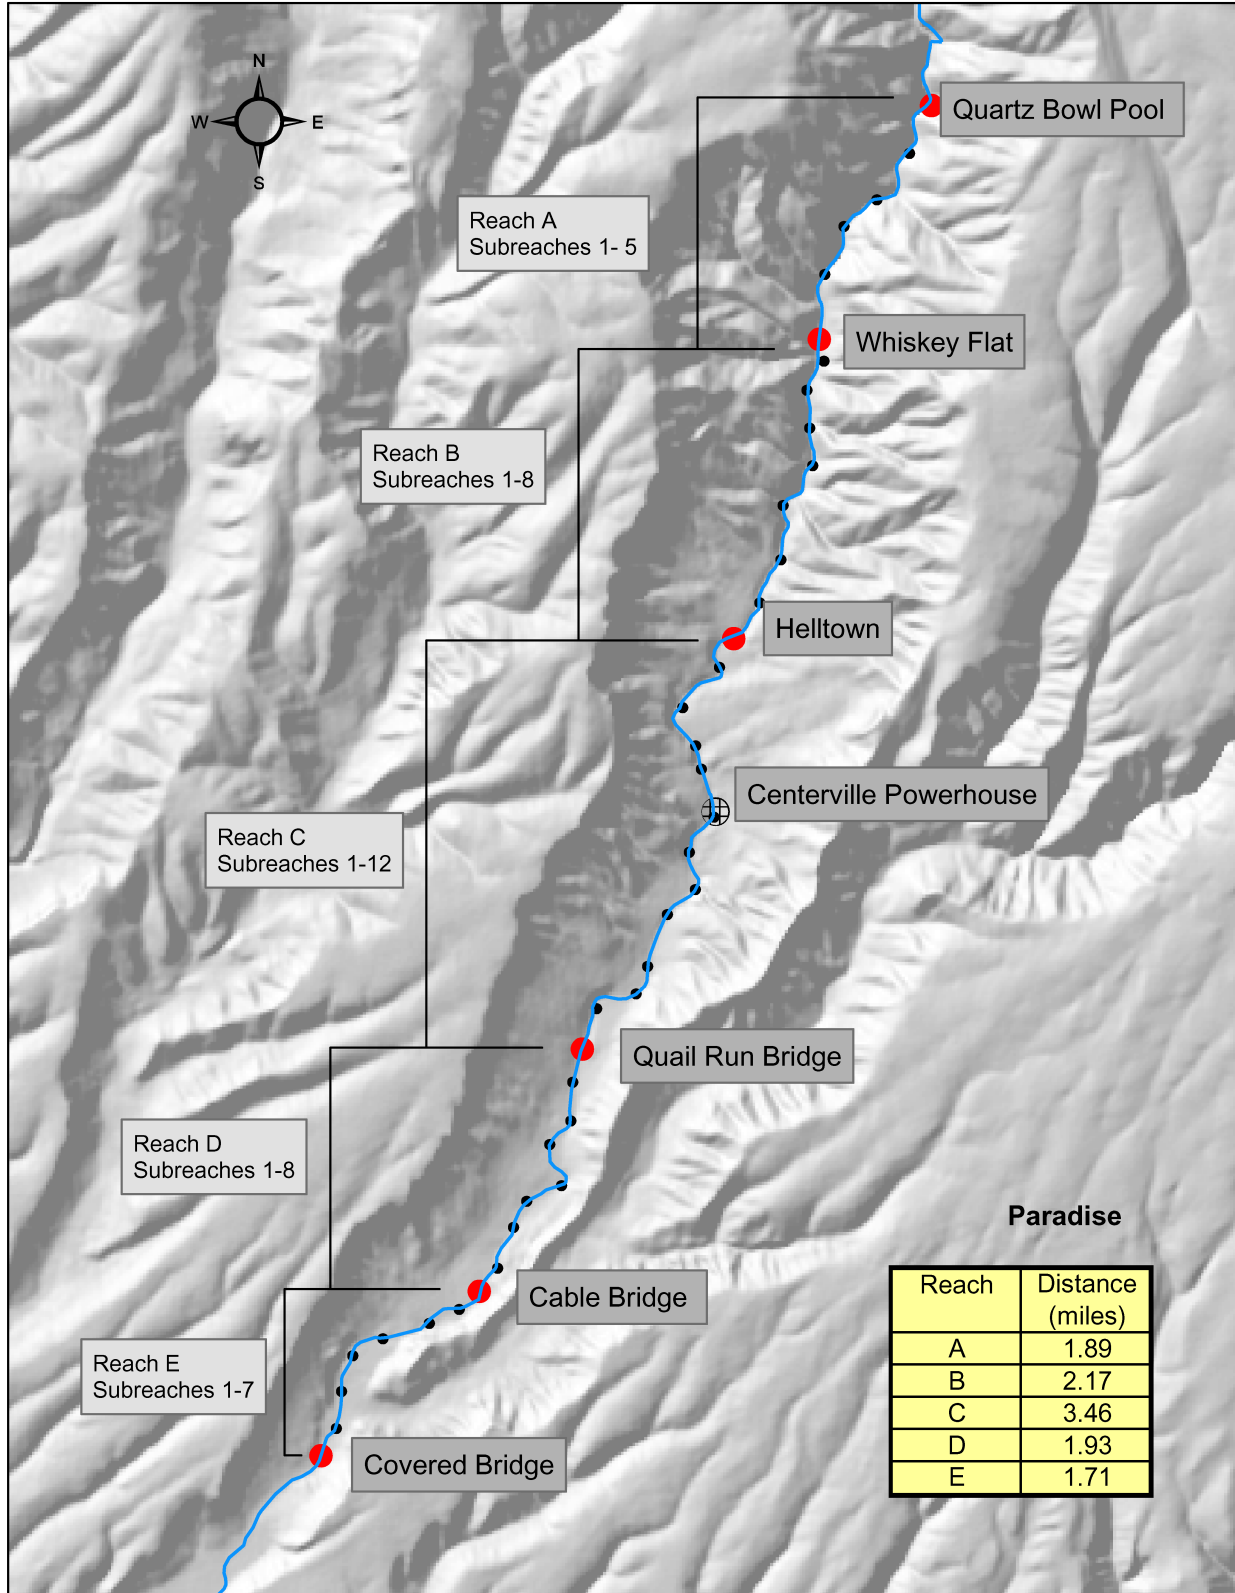 N
W E
S
Quartz Bowl Pool
Reach A
Subreaches 1- 5
Whiskey Flat
Reach B
Subreaches 1-8
Helltown
Centerville Powerhouse
Reach C
Subreaches 1-12
Quail Run Bridge
Reach D
Subreaches 1-8
Paradise
Cable Bridge
Reach E
Subreaches 1-7
Covered Bridge
Reach Distance
(miles)
A 1.89
B 2.17
C 3.46
D 1.93
E 1.71